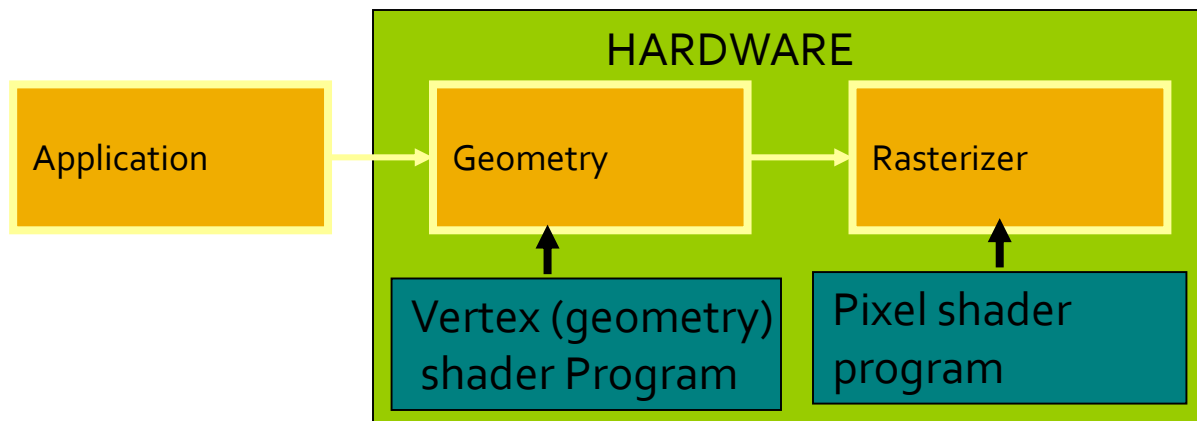 HARDWARE
Application
Geometry
Rasterizer
Vertex (geometry)
shader Program
Pixel shader
program